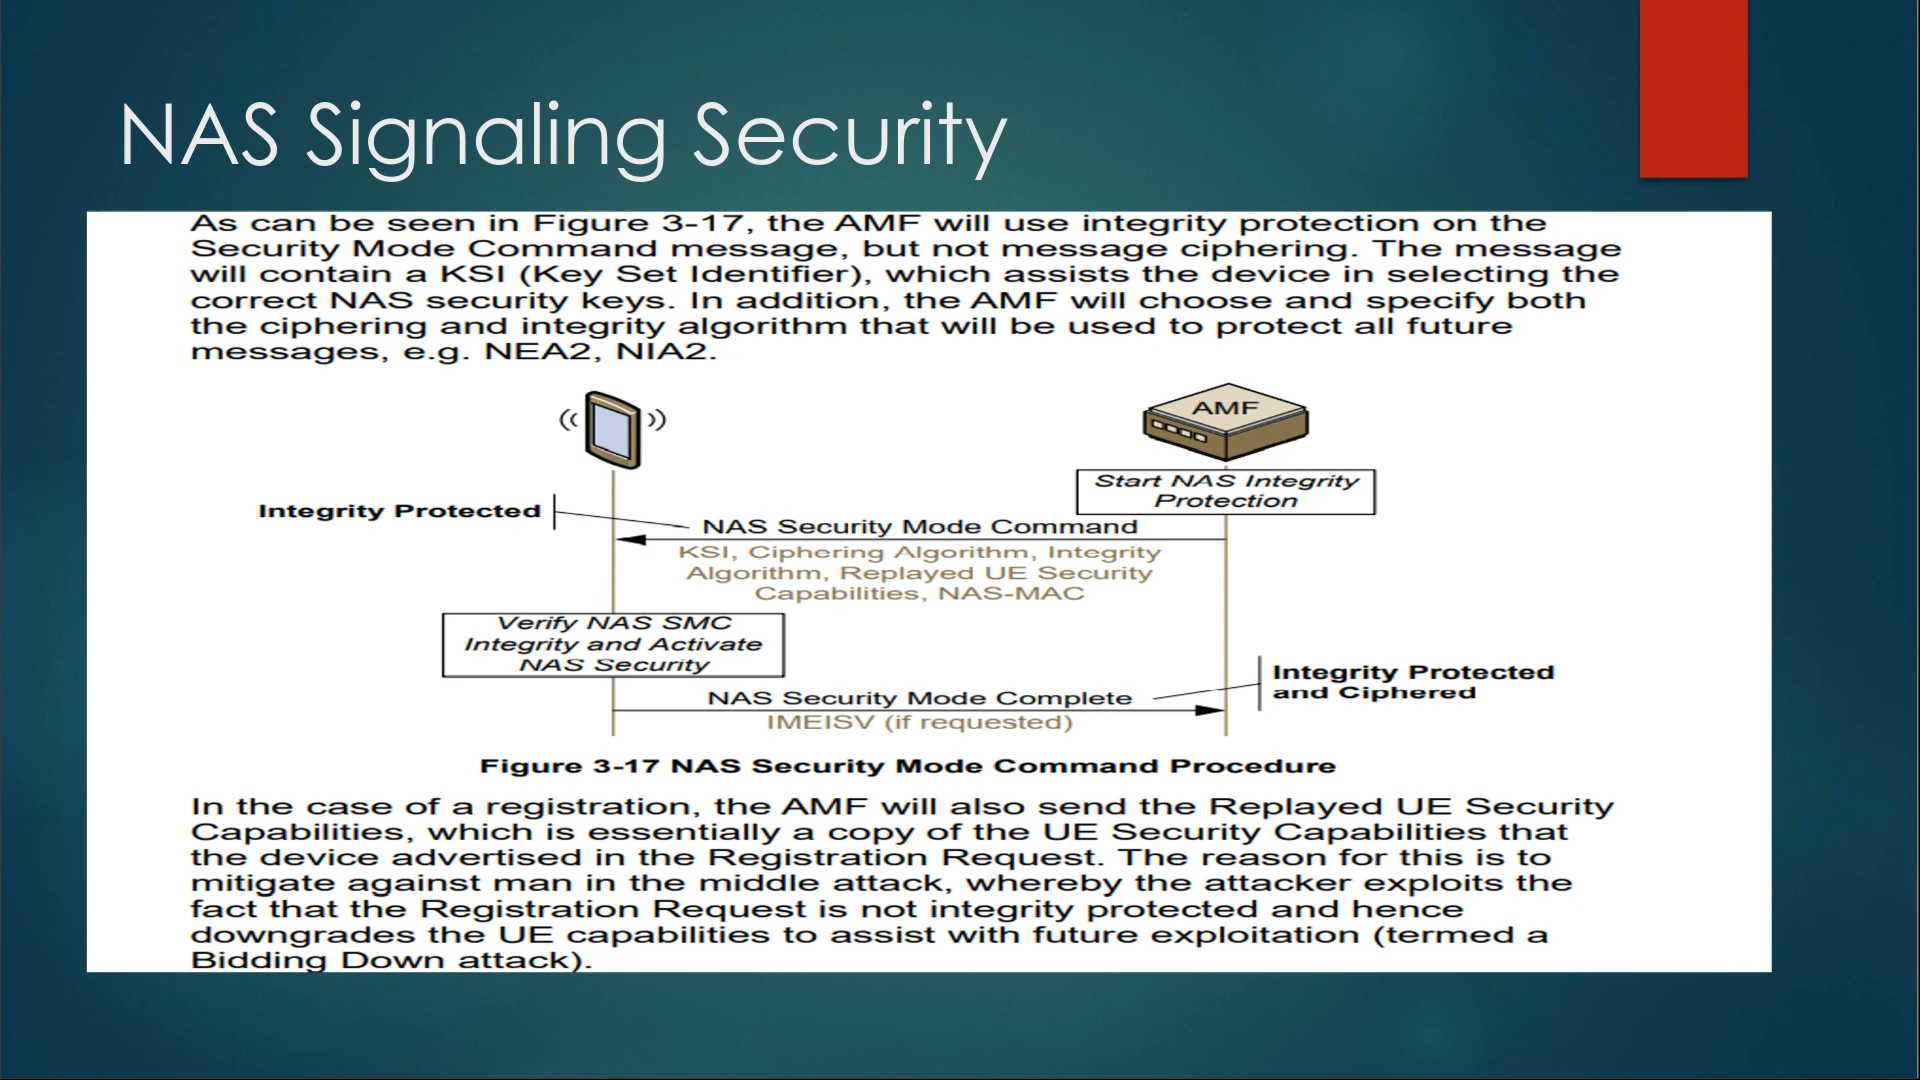 NAS Signaling Security
As can be seen in Figure 3-17, the AMF will use integrity protection on the
Security Mode Command message, but not message ciphering. The message
will contain a KSI (Key Set Identifier), which assists the device in selecting the
correct NAS security keys. In addition, the AMF will choose and specify both
the ciphering and integrity algorithm that will be used to protect all future
messages, e.g. NEA2, NIA2.
AMF
Start NAS Integrity
Protection
Integrity Protected
NAS Security Mode Command
KSI, Ciphering Algorithm, Integrity
Algorithm, Replayed UE Security
Capabilities, NAS-MAC
Verify NAS SMC
Integrity and Activate
NAS Security
Integrity Protected
and Ciphered
NAS Security Mode Complete
IMEISV (if requested)
Figure 3-17 NAS Security Mode Command Procedure
In the case of a registration, the AMF will also send the Replayed UE Security
Capabilities, which is essentially a copy of the UE Security Capabilities that
the device advertised in the Registration Request. The reason for this is to
mitigate against man in the middle attack, whereby the attacker exploits the
fact that the Registration Request is not integrity protected and hence
downgrades the UE capabilities to assist with future exploitation (termed a
Bidding Down attack).